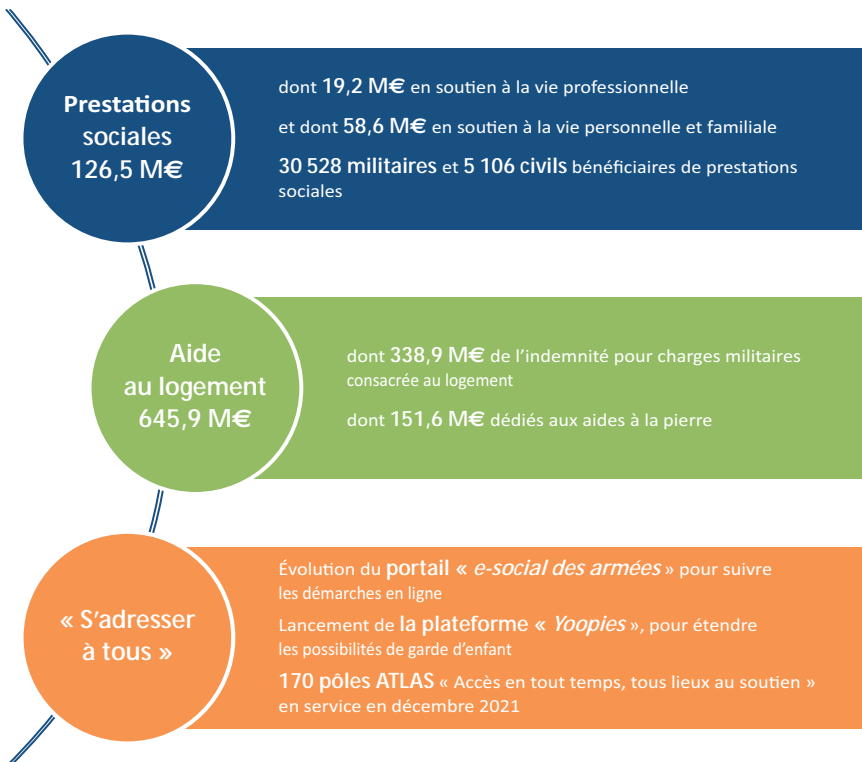 Prestations
sociales
126,5 M€
dont 19,2 M€ en soutien à la vie professionnelle
et dont 58,6 M€ en soutien à la vie personnelle et familiale
30 528 militaires et 5 106 civils bénéficiaires de prestations
sociales
Aide
au logement
645,9 M€
dont 338,9 M€ de l'indemnité pour charges militaires
consacrée au logement
dont 151,6 M€ dédiés aux aides à la pierre
« S'adresser
à tous »
Évolution du portail « e-social des armées » pour suivre
les démarches en ligne
Lancement de la plateforme « Yoopies », pour étendre
les possibilités de garde d'enfant
170 pôles ATLAS « Accès en tout temps, tous lieux au soutien »
en service en décembre 2021